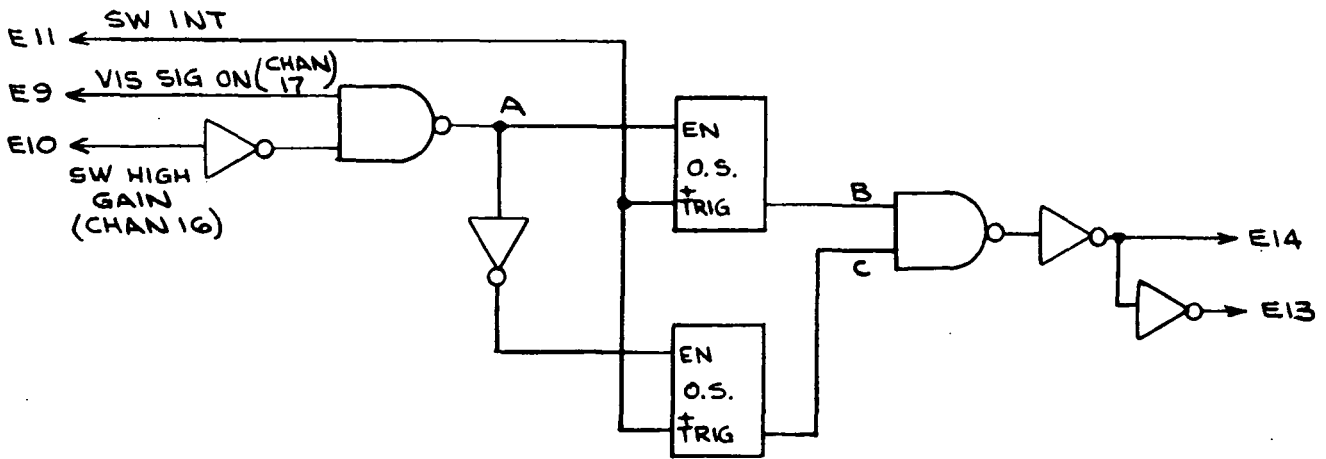 SW INT
E11
VIS SIG ON (CHAN 17)
E9
E10
SW HIGH
GAIN
(CHAN 16)
A
EN
O.S.
+
TRIG
B
C
E14
E13
EN
O.S.
+
TRIG